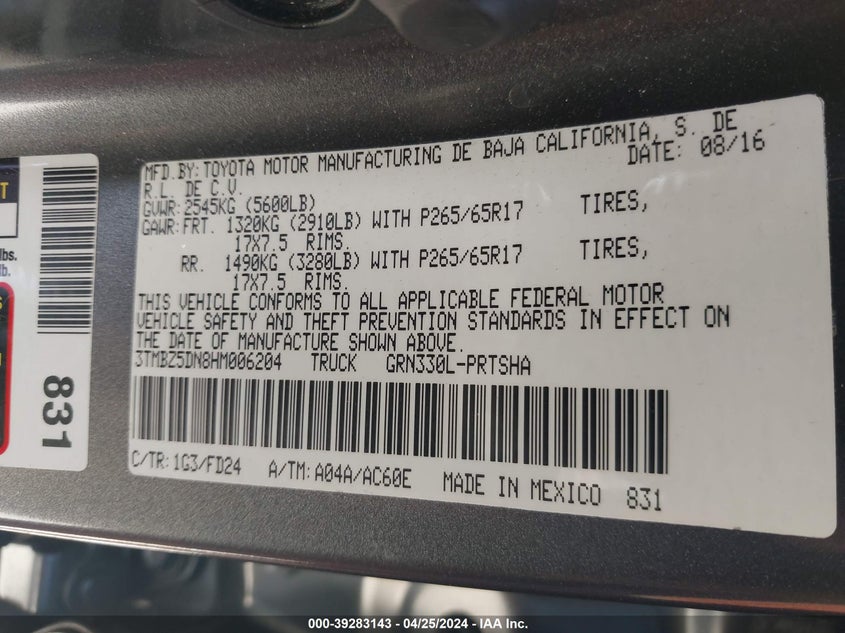 MFD.BY:TOYOTA MOTOR MANUFACTURING DE BAJA CALIFORNIA, S. DE
R.L. DE C.V. DATE: 08/16
GVWR:2545KG (5600LB)
GAWR:FRT. 1320KG (2910LB) WITH P265/65R17 TIRES,
17X7.5 RIMS.
RR. 1490KG (3280LB) WITH P265/65R17 TIRES,
17X7.5 RIMS.
THIS VEHICLE CONFORMS TO ALL APPLICABLE FEDERAL MOTOR
VEHICLE SAFETY AND THEFT PREVENTION STANDARDS IN EFFECT ON
THE DATE OF MANUFACTURE SHOWN ABOVE.
3TMBZ5DN8HM006204 TRUCK GRN330L-PRTSHA
C/TR:1G3/FD24 A/TM:A04A/AC60E MADE IN MEXICO 831
T
lbs.
lb.
S
831
000-39283143 - 04/25/2024 - IAA Inc.